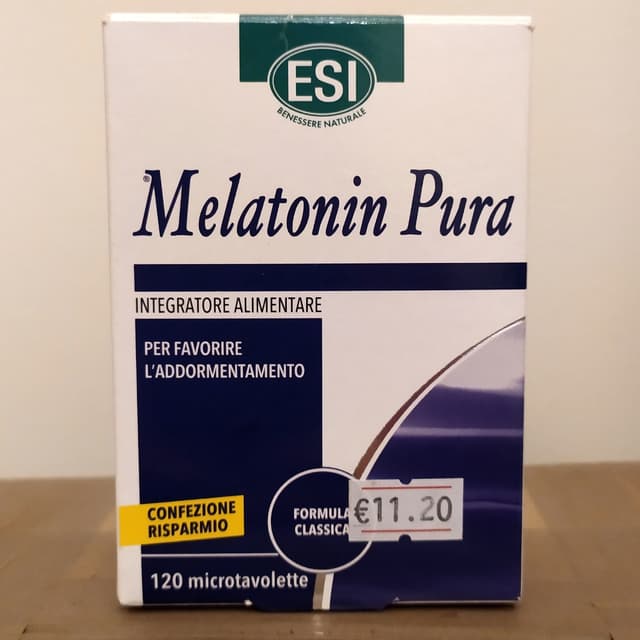 ESI
BENESSERE NATURALE
®Melatonin Pura
INTEGRATORE ALIMENTARE
PER FAVORIRE
L'ADDORMENTAMENTO
CONFEZIONE
RISPARMIO
FORMULA
CLASSICA
€11.20
120 microtavolette